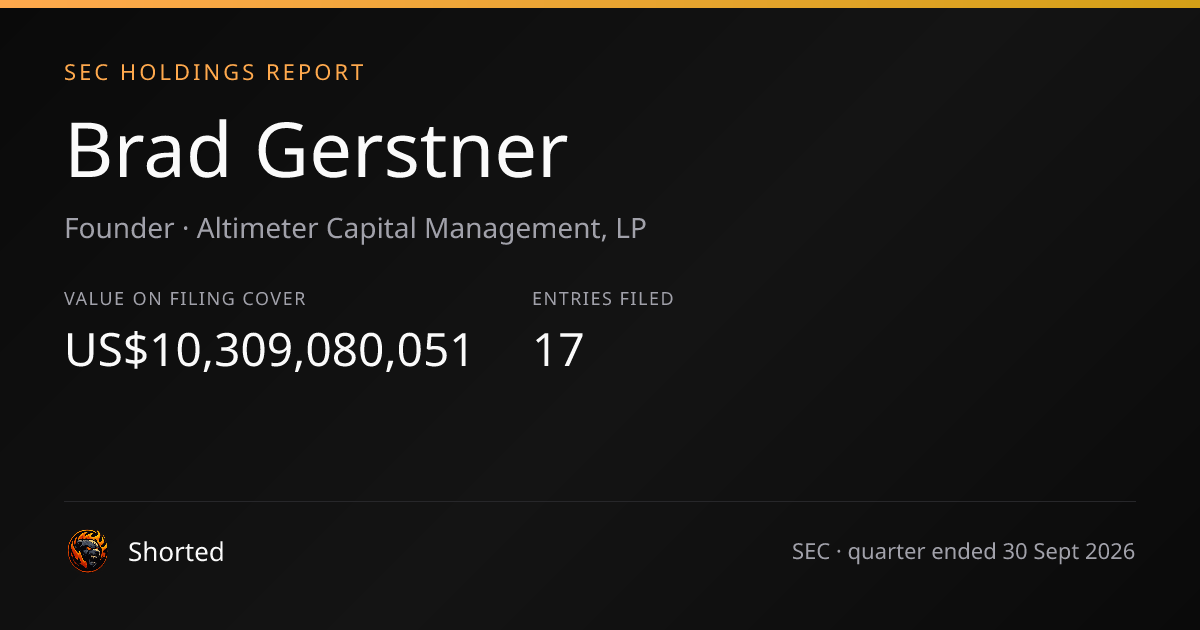 SEC HOLDINGS REPORT
Brad Gerstner
Founder · Altimeter Capital Management, LP
VALUE ON FILING COVER
ENTRIES FILED
US$10,309,080,051
17
Shorted
SEC · quarter ended 30 Sept 2026